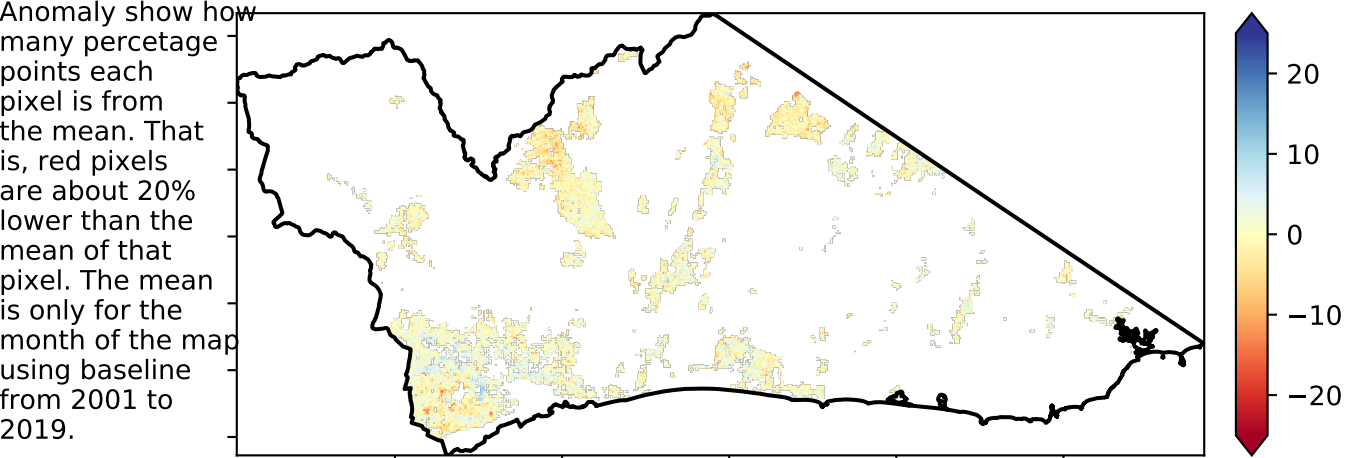 Anomaly show how
many percetage
points each
pixel is from
the mean. That
is, red pixels
are about 20%
lower than the
mean of that
pixel. The mean
is only for the
month of the map
using baseline
from 2001 to
2019.
20
10
0
−10
−20